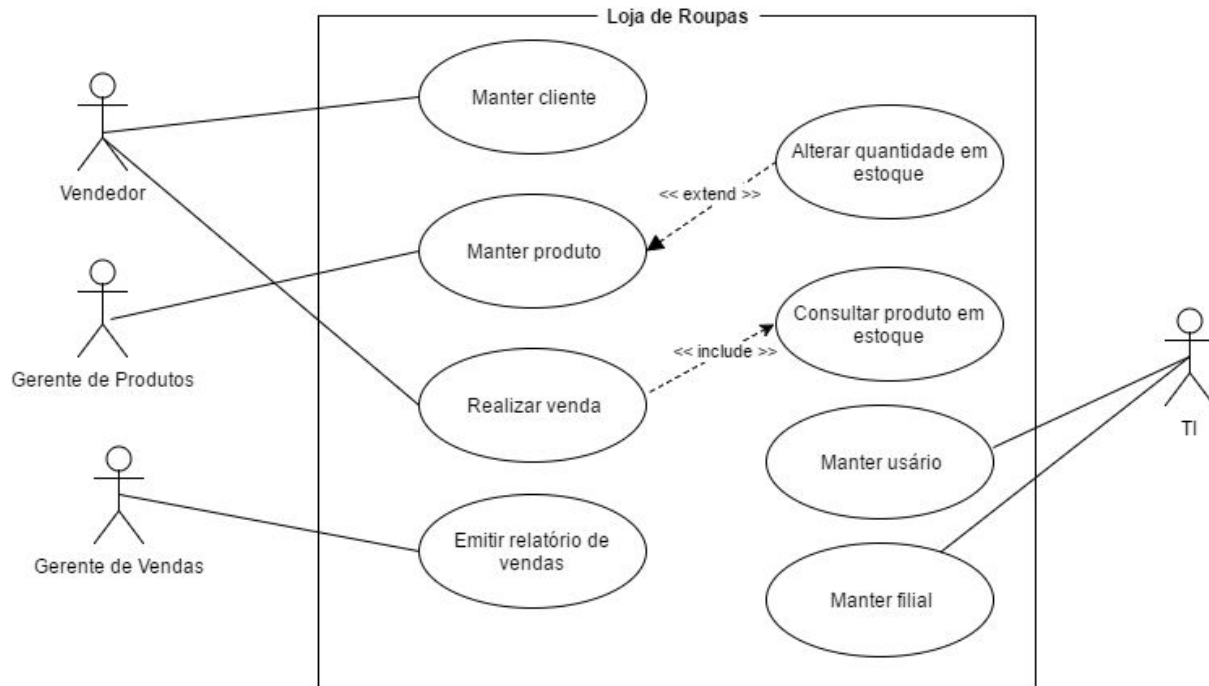 Loja de Roupas
Manter cliente
Vendedor
Alterar quantidade em
estoque
<< extend >>
Manter produto
Gerente de Produtos
Consultar produto em
estoque
<< include >>
Realizar venda
TI
Manter usário
Emitir relatório de
vendas
Gerente de Vendas
Manter filial